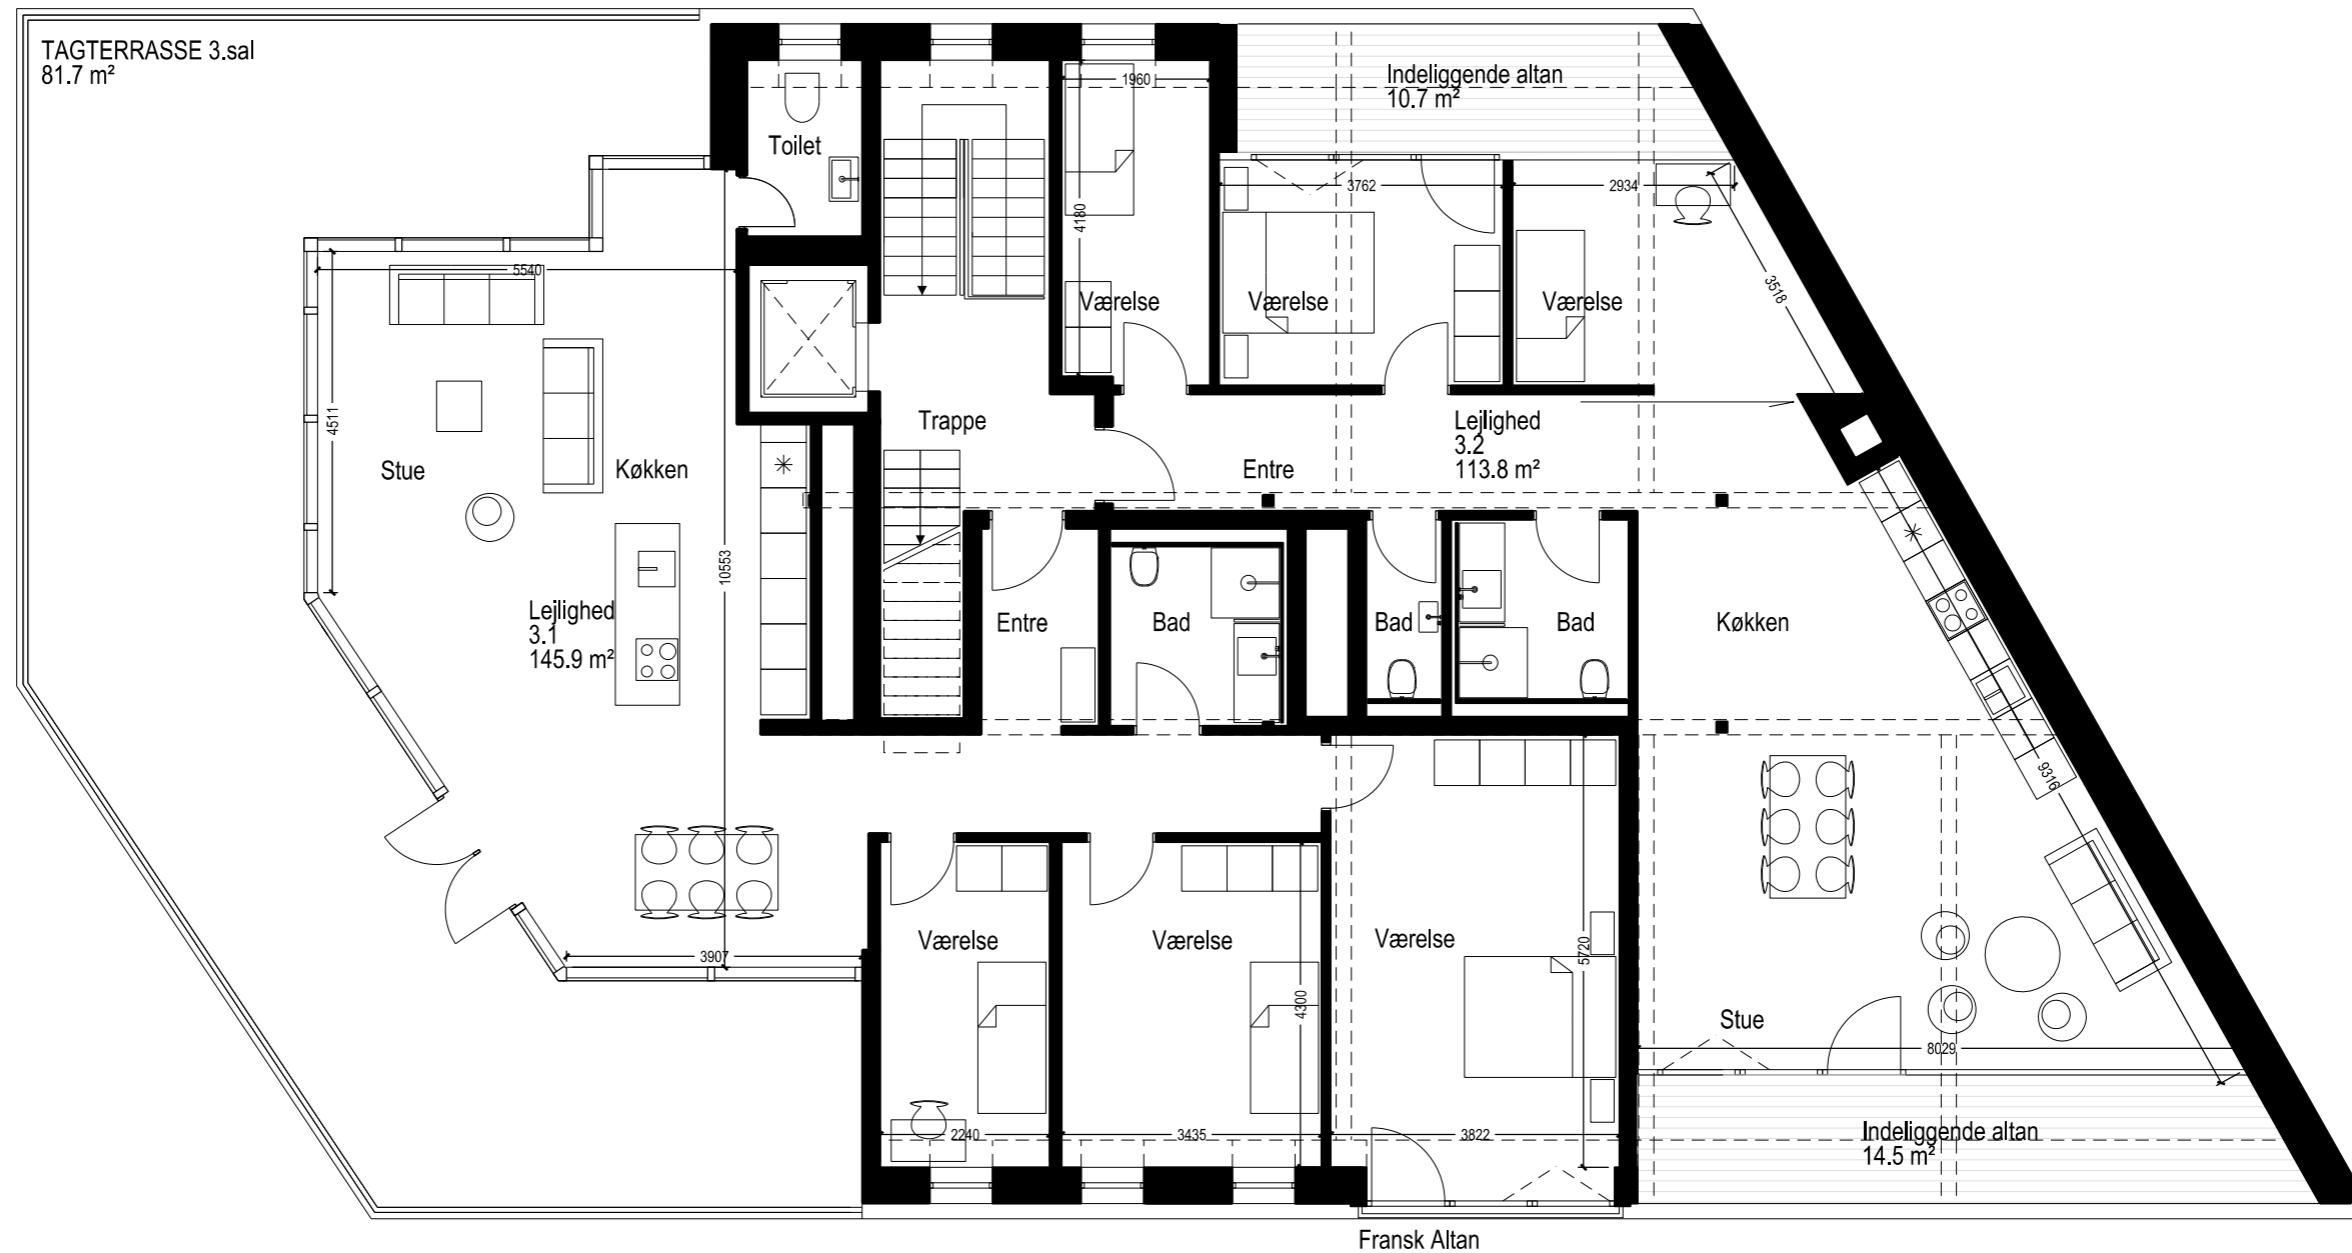 TAGTERRASSE 3.sal
81.7 m²
Indeliggende altan
10.7 m²
1960
Toilet
3762
2934
4180
5540
3518
Værelse
Værelse
Værelse
4511
Trappe
Lejlighed
3.2
113.8 m²
Stue
Køkken
Entre
10553
Lejlighed
3.1
145.9 m²
Entre
Bad
Bad
Bad
Køkken
9316
3907
Værelse
Værelse
Værelse
5720
4300
Stue
8029
2240
3435
3822
Indeliggende altan
14.5 m²
Fransk Altan